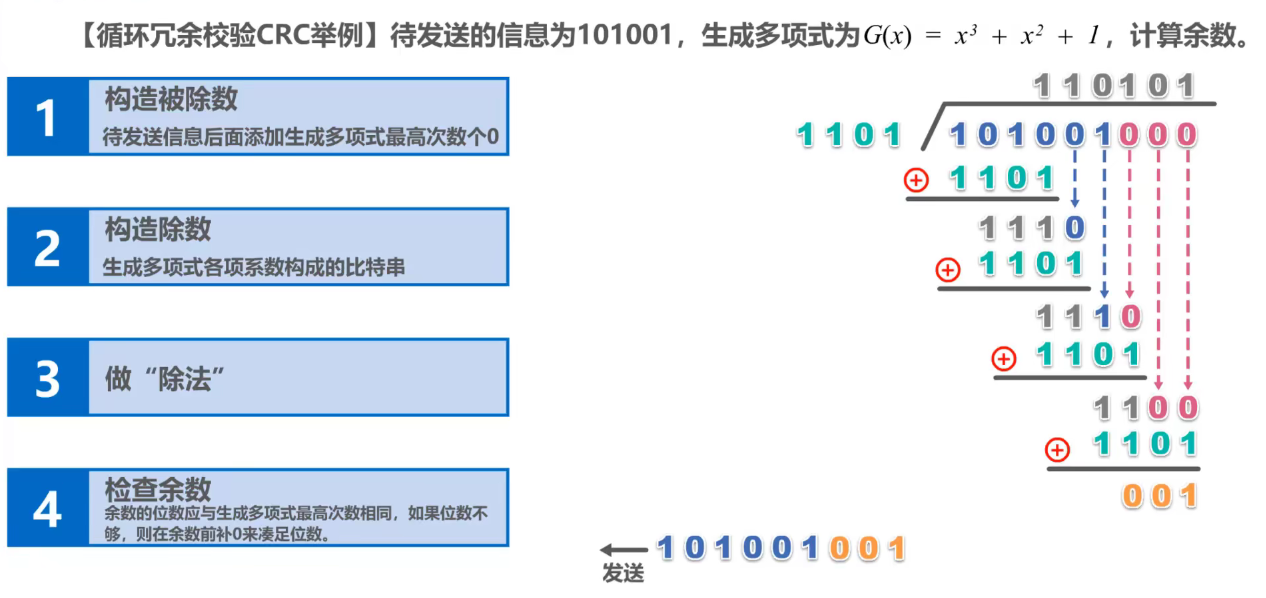 【循环冗余校验CRC举例】待发送的信息为101001，生成多项式为G(x) = x³ + x² + 1，计算余数。
1
构造被除数
待发送信息后面添加生成多项式最高次数个0
2
构造除数
生成多项式各项系数构成的比特串
3
做“除法”
4
检查余数
余数的位数应与生成多项式最高次数相同，如果位数不
够，则在余数前补0来凑足位数。
110101
1101 101001000
1101
1110
1101
1110
1101
1100
1101
001
101001001
发送